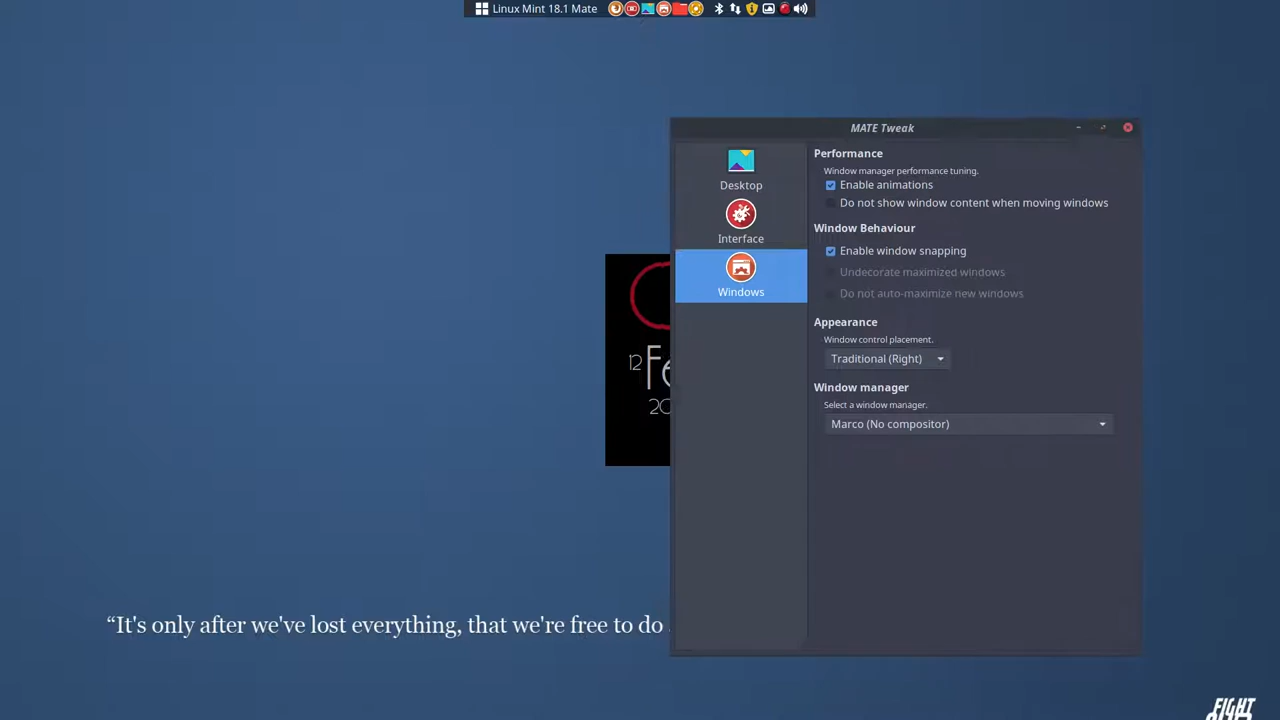 Linux Mint 18.1 Mate
MATE Tweak
Desktop
Interface
Windows
Performance
Window manager performance tuning.
Enable animations
Do not show window content when moving windows
Window Behaviour
Enable window snapping
Undecorate maximized windows
Do not auto-maximize new windows
Appearance
Window control placement.
Traditional (Right)
Window manager
Select a window manager.
Marco (No compositor)
12
“It's only after we've lost everything, that we're free to do
FIGHT